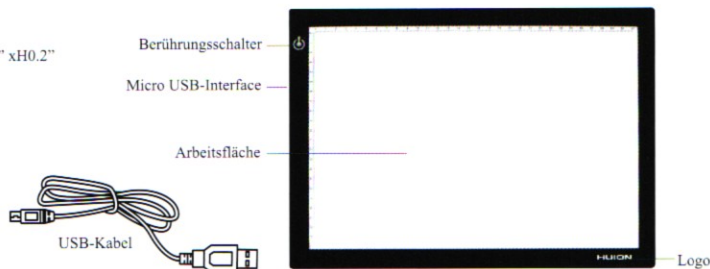 ” xH0.2”
Berührungsschalter
Micro USB-Interface
Arbeitsfläche
USB-Kabel
HUION
Logo